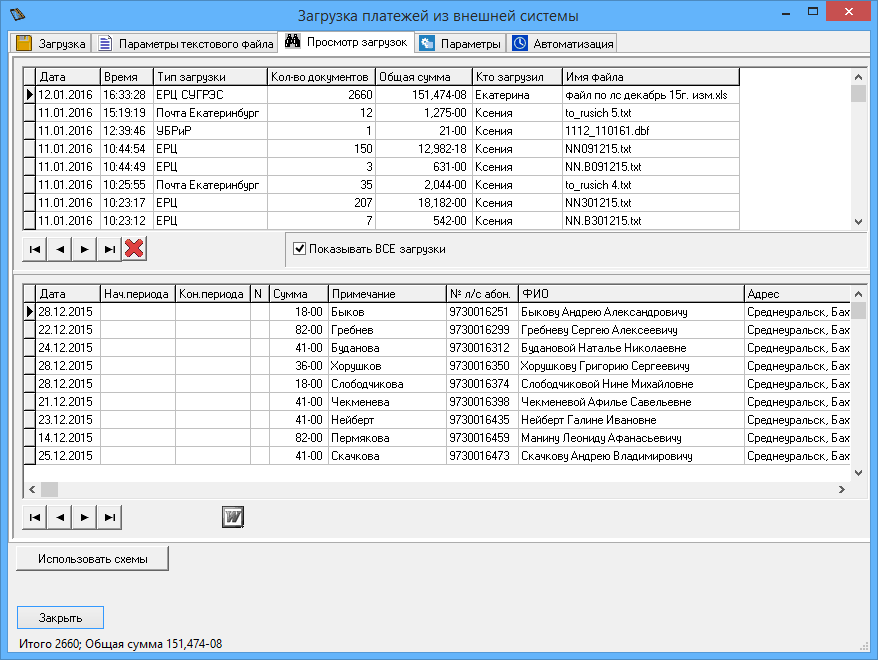 Загрузка платежей из внешней системы
Загрузка Параметры текстового файла Просмотр загрузок Параметры Автоматизация
Дата Время Тип загрузки Кол-во документов Общая сумма Кто загрузил Имя файла
12.01.2016 16:33:28 ЕРЦ СУГРЭС 2660 151,474-08 Екатерина файл по лс декабрь 15г. изм.xls
11.01.2016 15:19:19 Почта Екатеринбург 12 1,275-00 Ксения to_rusich 5.txt
11.01.2016 12:39:46 УБРиР 1 21-00 Ксения 1112_110161.dbf
11.01.2016 10:44:54 ЕРЦ 150 12,982-18 Ксения NN091215.txt
11.01.2016 10:44:49 ЕРЦ 3 631-00 Ксения NN.B091215.txt
11.01.2016 10:25:55 Почта Екатеринбург 35 2,044-00 Ксения to_rusich 4.txt
11.01.2016 10:23:17 ЕРЦ 207 18,182-00 Ксения NN301215.txt
11.01.2016 10:23:12 ЕРЦ 7 542-00 Ксения NN.B301215.txt
Показывать ВСЕ загрузки
Дата Нач.периода Кон.периода N Сумма Примечание № л/с абон. ФИО Адрес
28.12.2015 18-00 Быков 9730016251 Быкову Андрею Александровичу Среднеуральск, Бах
22.12.2015 82-00 Гребнев 9730016299 Гребневу Сергею Алексеевичу Среднеуральск, Бах
24.12.2015 41-00 Буданова 9730016312 Будановой Наталье Николаевне Среднеуральск, Бах
28.12.2015 36-00 Хорушков 9730016350 Хорушкову Григорию Сергеевичу Среднеуральск, Бах
28.12.2015 18-00 Слободчикова 9730016374 Слободчиковой Нине Михайловне Среднеуральск, Бах
21.12.2015 41-00 Чекменева 9730016398 Чекменевой Афилье Савельевне Среднеуральск, Бах
23.12.2015 41-00 Нейберт 9730016435 Нейберт Галине Ивановне Среднеуральск, Бах
14.12.2015 82-00 Пермякова 9730016459 Манину Леониду Афанасьевичу Среднеуральск, Бах
25.12.2015 41-00 Скачкова 9730016473 Скачкову Андрею Владимировичу Среднеуральск, Бах
W
Использовать схемы
Закрыть
Итого 2660; Общая сумма 151,474-08